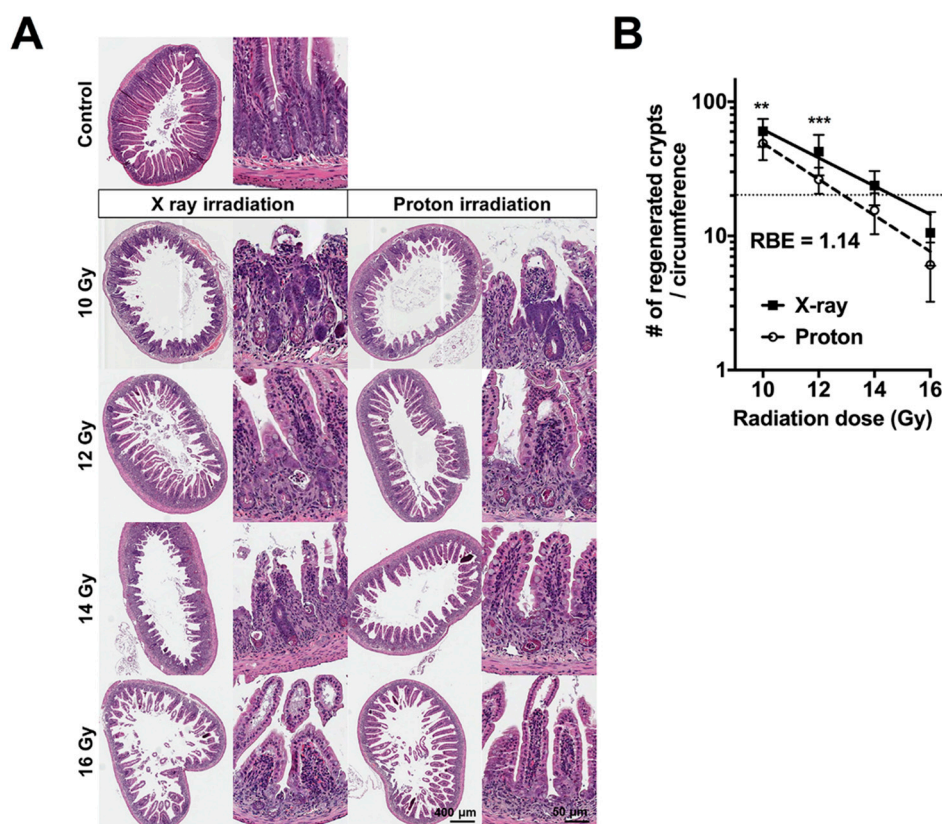 A
Control
X ray irradiation
Proton irradiation
10 Gy
12 Gy
14 Gy
16 Gy
400 µm
50 µm
B
# of regenerated crypts
/ circumference
100
10
1
**
***
RBE = 1.14
X-ray
Proton
10 12 14 16
Radiation dose (Gy)